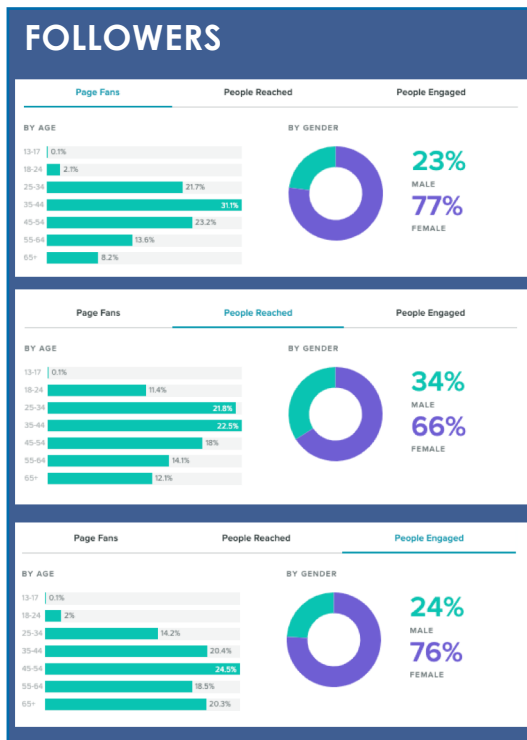 FOLLOWERS
Page Fans People Reached People Engaged
BY AGE BY GENDER
13-17 0.1%
18-24 2.1%
25-34 21.7%
35-44 31.1%
45-54 23.2%
55-64 13.6%
65+ 8.2%
23%
MALE
77%
FEMALE
Page Fans People Reached People Engaged
BY AGE BY GENDER
13-17 0.1%
18-24 11.4%
25-34 21.8%
35-44 22.5%
45-54 18%
55-64 14.1%
65+ 12.1%
34%
MALE
66%
FEMALE
Page Fans People Reached People Engaged
BY AGE BY GENDER
13-17 0.1%
18-24 2%
25-34 14.2%
35-44 20.4%
45-54 24.5%
55-64 18.5%
65+ 20.3%
24%
MALE
76%
FEMALE